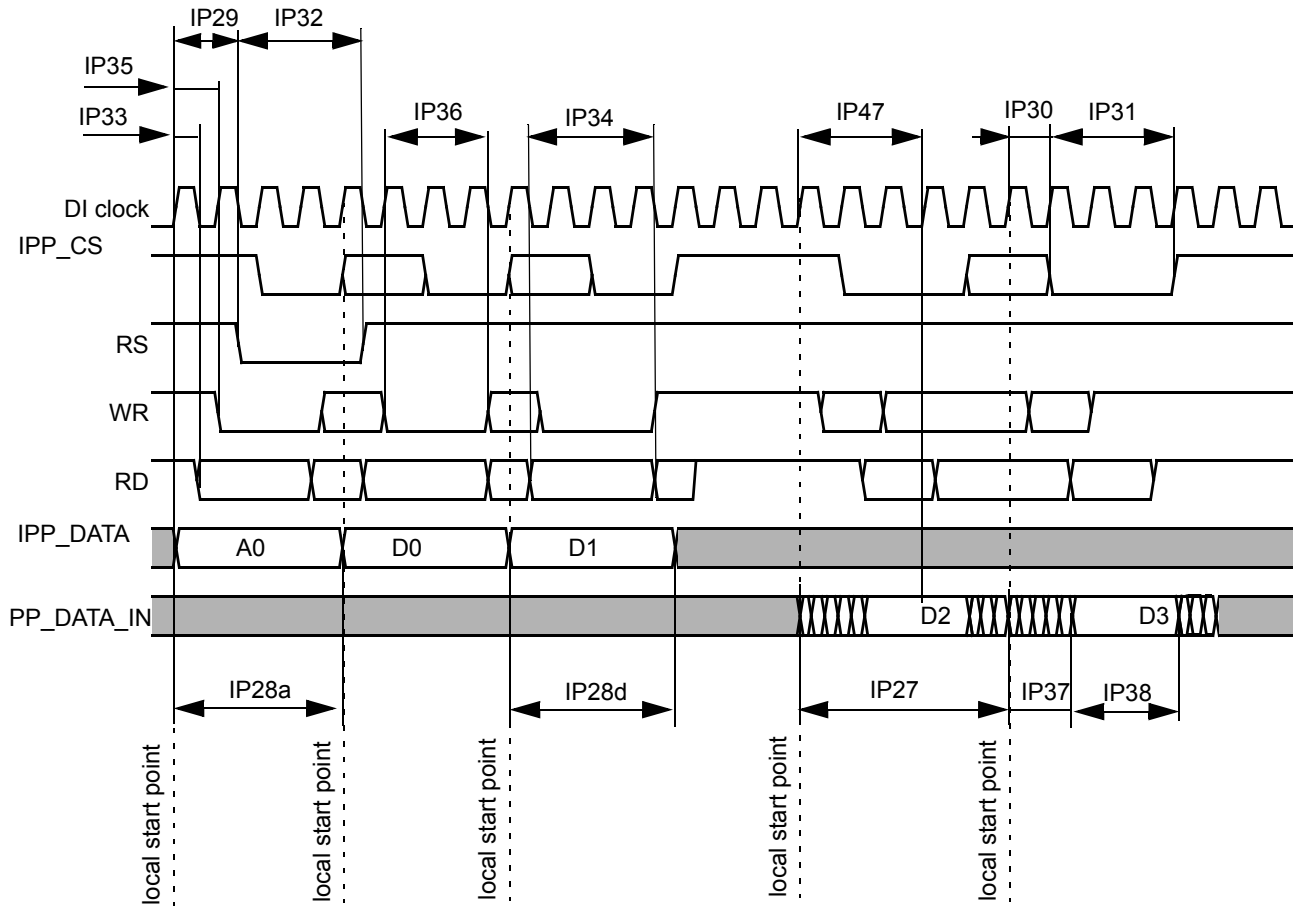 IP29
IP32
IP35
IP33
IP36
IP34
IP47
IP30
IP31
DI clock
IPP_CS
RS
WR
RD
IPP_DATA
A0
D0
D1
PP_DATA_IN
D2
D3
IP28a
IP28d
IP27
IP37
IP38
local start point
local start point
local start point
local start point
local start point